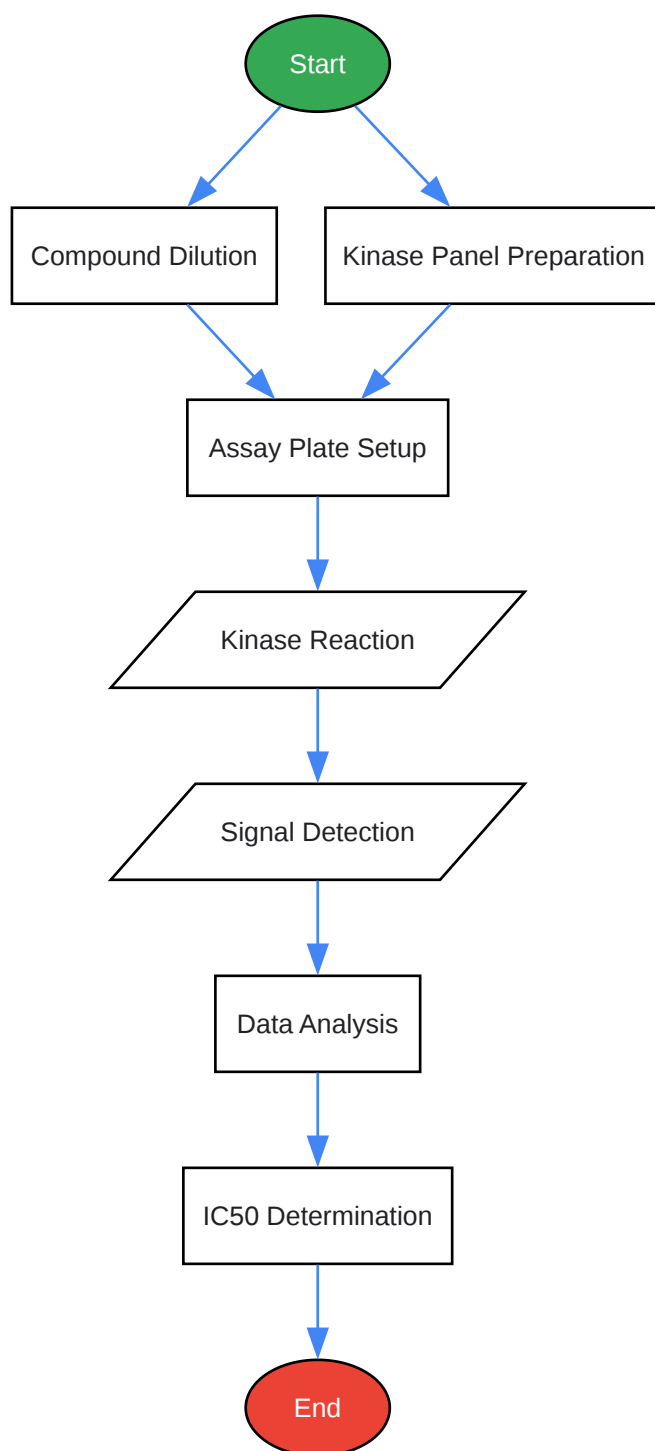 Start
Compound Dilution
Kinase Panel Preparation
Assay Plate Setup
Kinase Reaction
Signal Detection
Data Analysis
IC50 Determination
End